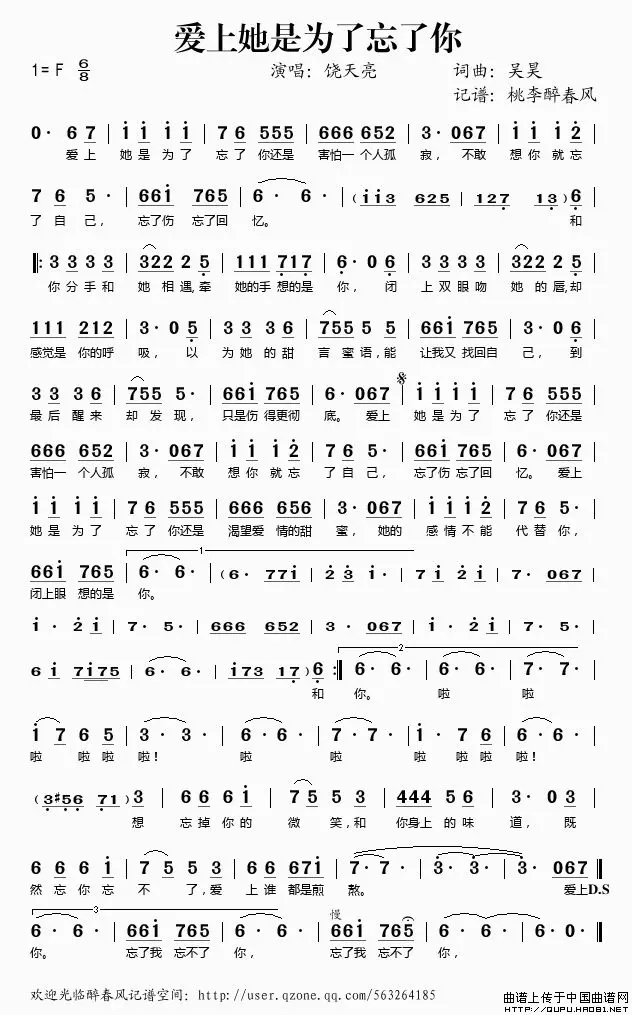 爱上她是为了忘了你
1= F 6/8 演唱：饶天亮 词曲：吴昊
记谱：桃李醉春风
0· 6 7 | i i i i | 7 6 555 | 666 652 | 3· 067 | i i i 2 |
爱上 她是为了 忘了 你还是 害怕一 个人孤 寂，不敢 想你 就忘
7 6 5· | 66i 765 | 6· 6· | (ii3 625 | 127 13) 6 |
了自己， 忘了伤 忘了回 忆。 和
|: 3 3 3 3 | 322 2 5 | 111 717 | 6· 0 6 | 3 3 3 3 | 322 2 5 |
你分手和 她 相遇,牵 她的手 想的是 你，闭 上双眼吻 她 的唇,却
111 212 | 3· 0 5 | 3 3 3 6 | 755 5 5 | 66i 765 | 3· 0 6 |
感觉是 你的呼 吸，以 为她的甜 言 蜜语,能 让我又 找回自 己，到
3 3 3 6 | 755 5· | 66i 765 | 6· 067 | i i i i | 7 6 555 |
最后醒来 却 发现， 只是伤 得更彻 底。爱上 她是为了 忘了 你还是
666 652 | 3· 067 | i i i 2 | 7 6 5· | 66i 765 | 6· 067 |
害怕一 个人孤 寂，不敢 想你就忘 了自己， 忘了伤 忘了回 忆。爱上
i i i i | 7 6 555 | 666 656 | 3· 067 | i i i 2 | 7 6 5· |
她是为了 忘了 你还是 渴望爱 情的甜 蜜，她的 感情不能 代替你，
1
66i 765 | 6· 6· | (6· 77i | 2· 3 i | i· 7· | 7 i 2 i | 7· 067 |
闭上眼 想的是 你。
i· 2 i | 7· 5· | 666 652 | 3· 067 | i· 2 i | 7· 5· |
2
6 i 7i75 | 6· 6· | i73 17) 6 :| 6· 6· | 6· 6· | 7· 7· |
和 你。 啦 啦
i 7 6 5 | 3· 3· | 6· 6· | 7· 7· | i· 7 6 | 6· 6· |
啦 啦 啦 啦 啦！ 啦 啦 啦 啦 啦 啦！
(3#56 71) 3 | 6 6 6 i | 7 5 5 3 | 444 5 6 | 3· 0 3 |
想 忘掉你的 微 笑,和 你身上 的味 道，既
6 6 6 6 | 7 5 5 3 | 6 6 67i | 7· 7· | 3· 3· | 3· 067 |
然忘你忘 不 了,爱 上谁 都是煎 熬。 爱上D.S
3 慢
6· 6· | 66i 765 | 6· 6· | 66i 765 | 6· 6· | 6· 6· |
你。 忘了我 忘不了 你， 忘了我 忘不了 你。
欢迎光临醉春风记谱空间：http://user.qzone.qq.com/563264185
曲谱上传于中国曲谱网
http://QUPU.HAO81.NET